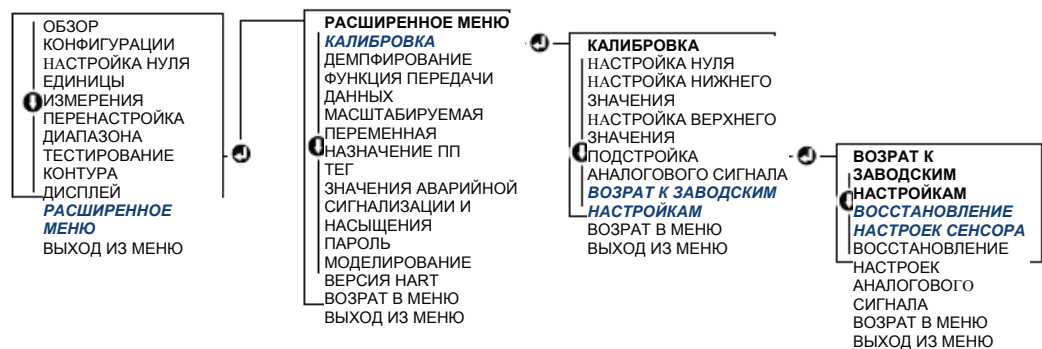 ОБЗОР
КОНФИГУРАЦИИ
НАСТРОЙКА НУЛЯ
ЕДИНИЦЫ
ИЗМЕРЕНИЯ
ПЕРЕНАСТРОЙКА
ДИАПАЗОНА
ТЕСТИРОВАНИЕ
КОНТУРА
ДИСПЛЕЙ
РАСШИРЕННОЕ
МЕНЮ
ВЫХОД ИЗ МЕНЮ
РАСШИРЕННОЕ МЕНЮ
КАЛИБРОВКА
ДЕМПФИРОВАНИЕ
ФУНКЦИЯ ПЕРЕДАЧИ
ДАННЫХ
МАСШТАБИРУЕМАЯ
ПЕРЕМЕННАЯ
НАЗНАЧЕНИЕ ПП
ТЕГ
ЗНАЧЕНИЯ АВАРИЙНОЙ
СИГНАЛИЗАЦИИ И
НАСЫЩЕНИЯ
ПАРОЛЬ
МОДЕЛИРОВАНИЕ
ВЕРСИЯ HART
ВОЗРАТ В МЕНЮ
ВЫХОД ИЗ МЕНЮ
КАЛИБРОВКА
НАСТРОЙКА НУЛЯ
НАСТРОЙКА НИЖНЕГО
ЗНАЧЕНИЯ
НАСТРОЙКА ВЕРХНЕГО
ЗНАЧЕНИЯ
ПОДСТРОЙКА
АНАЛОГОВОГО СИГНАЛА
ВОЗРАТ К ЗАВОДСКИМ
НАСТРОЙКАМ
ВОЗРАТ В МЕНЮ
ВЫХОД ИЗ МЕНЮ
ВОЗРАТ К
ЗАВОДСКИМ
НАСТРОЙКАМ
ВОССТАНОВЛЕНИЕ
НАСТРОЕК СЕНСОРА
ВОССТАНОВЛЕНИЕ
НАСТРОЕК
АНАЛОГОВОГО
СИГНАЛА
ВОЗРАТ В МЕНЮ
ВЫХОД ИЗ МЕНЮ